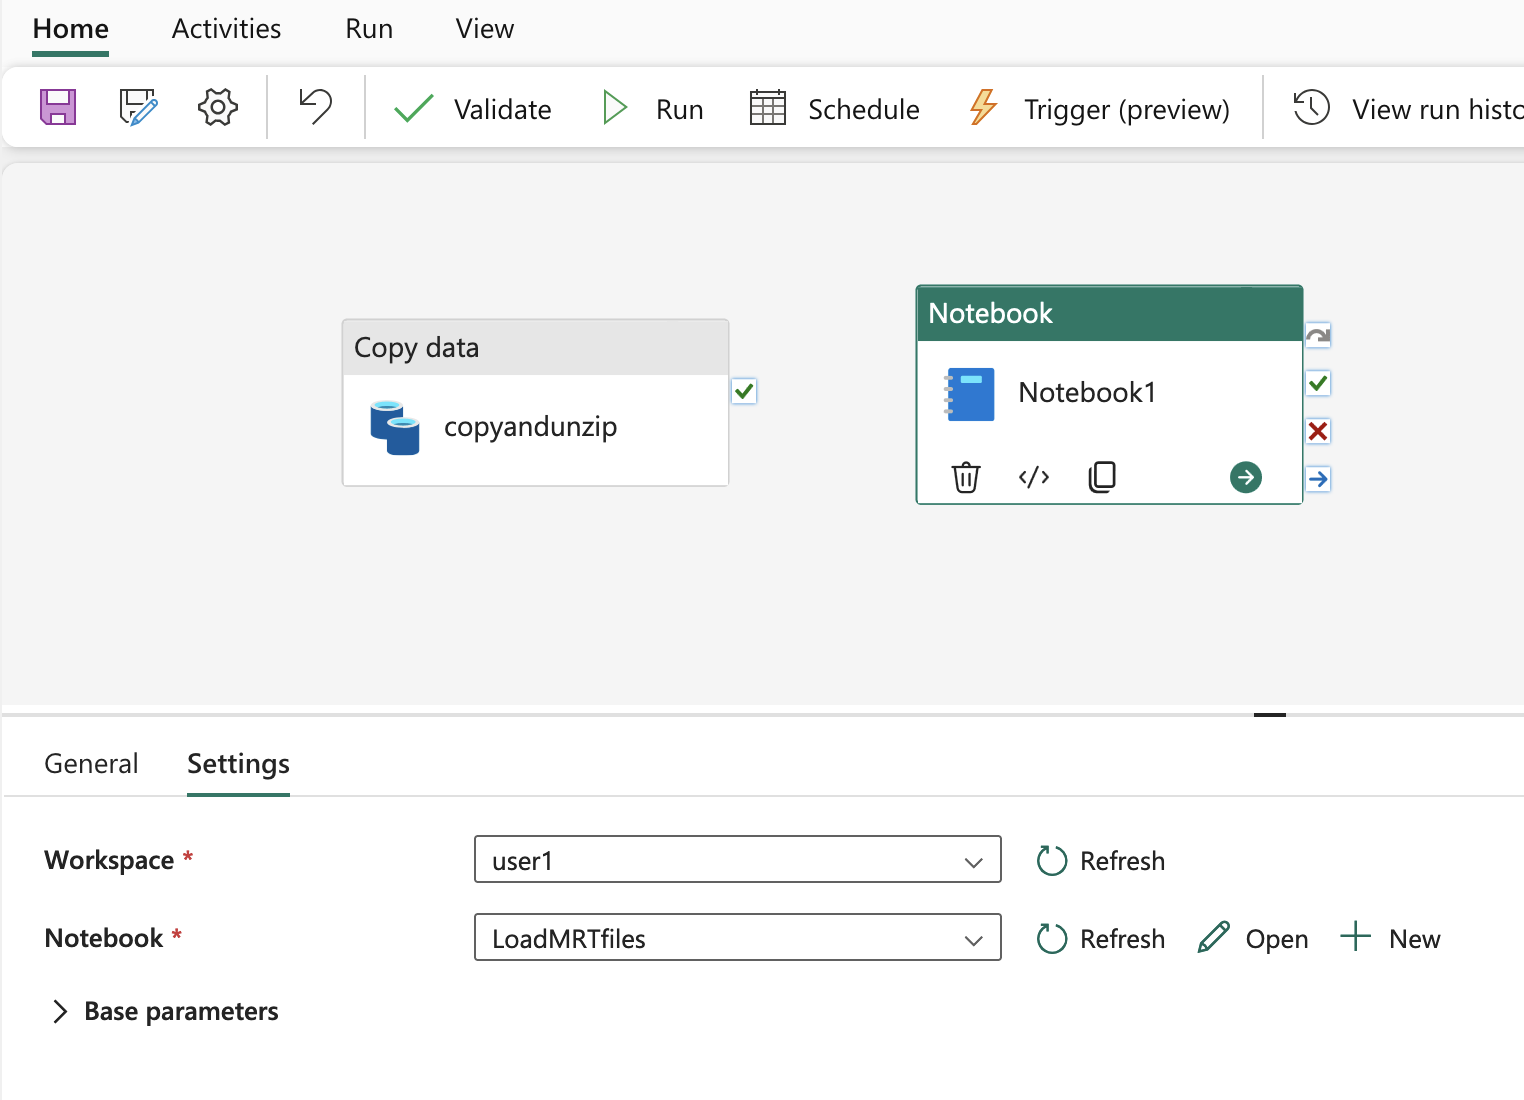 Home Activities Run View
Validate Run Schedule Trigger (preview) View run histo
Notebook
Copy data
Notebook1
copyandunzip
General Settings
Workspace * user1 Refresh
Notebook * LoadMRTfiles Refresh Open New
Base parameters